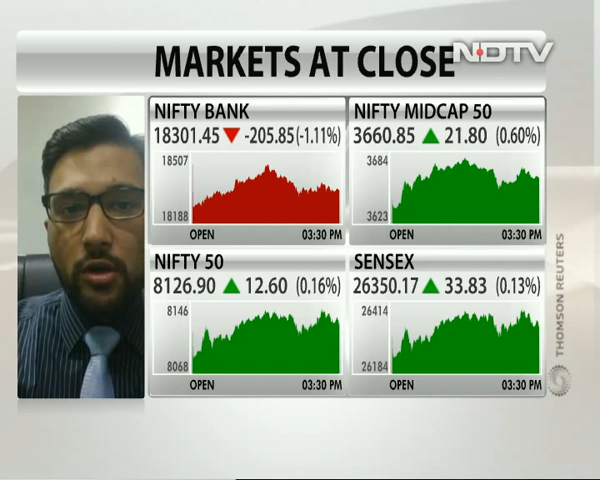 MARKETS AT CLOSE
NDTV
NIFTY BANK
18301.45 ▼ -205.85(-1.11%)
18507
18188
OPEN 03:30 PM
NIFTY MIDCAP 50
3660.85 ▲ 21.80 (0.60%)
3684
3623
OPEN 03:30 PM
NIFTY 50
8126.90 ▲ 12.60 (0.16%)
8146
8068
OPEN 03:30 PM
SENSEX
26350.17 ▲ 33.83 (0.13%)
26414
26184
OPEN 03:30 PM
THOMSON REUTERS